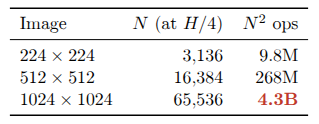 Image N (at H/4) N² ops
224 × 224 3,136 9.8M
512 × 512 16,384 268M
1024 × 1024 65,536 4.3B